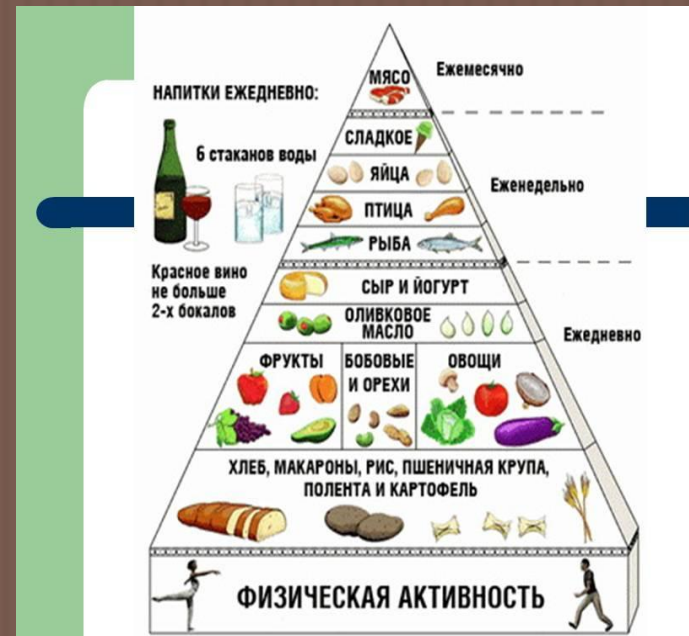 МЯСО
Ежемесячно
НАПИТКИ ЕЖЕДНЕВНО:
6 стаканов воды
Красное вино
не больше
2-х бокалов
СЛАДКОЕ
ЯЙЦА
ПТИЦА
РЫБА
Еженедельно
СЫР И ЙОГУРТ
ОЛИВКОВОЕ
МАСЛО
Ежедневно
ФРУКТЫ
БОБОВЫЕ
И ОРЕХИ
ОВОЩИ
ХЛЕБ, МАКАРОНЫ, РИС, ПШЕНИЧНАЯ КРУПА,
ПОЛЕНТА И КАРТОФЕЛЬ
ФИЗИЧЕСКАЯ АКТИВНОСТЬ